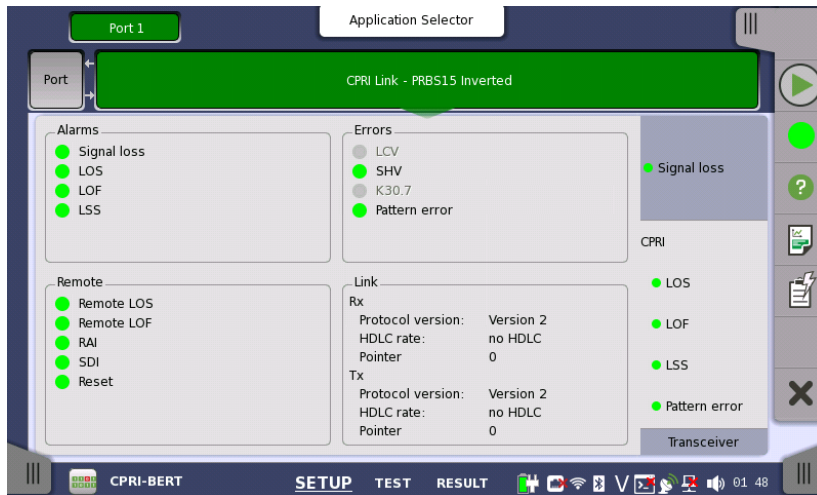 Port 1
Application Selector
Port
CPRI Link - PRBS15 Inverted
Alarms
Signal loss
LOS
LOF
LSS
Errors
LCV
SHV
K30.7
Pattern error
Signal loss
CPRI
LOS
LOF
LSS
Pattern error
Transceiver
Remote
Remote LOS
Remote LOF
RAI
SDI
Reset
Link
Rx
Protocol version: Version 2
HDLC rate: no HDLC
Pointer 0
Tx
Protocol version: Version 2
HDLC rate: no HDLC
Pointer 0
CPRI-BERT SETUP TEST RESULT V 01 48